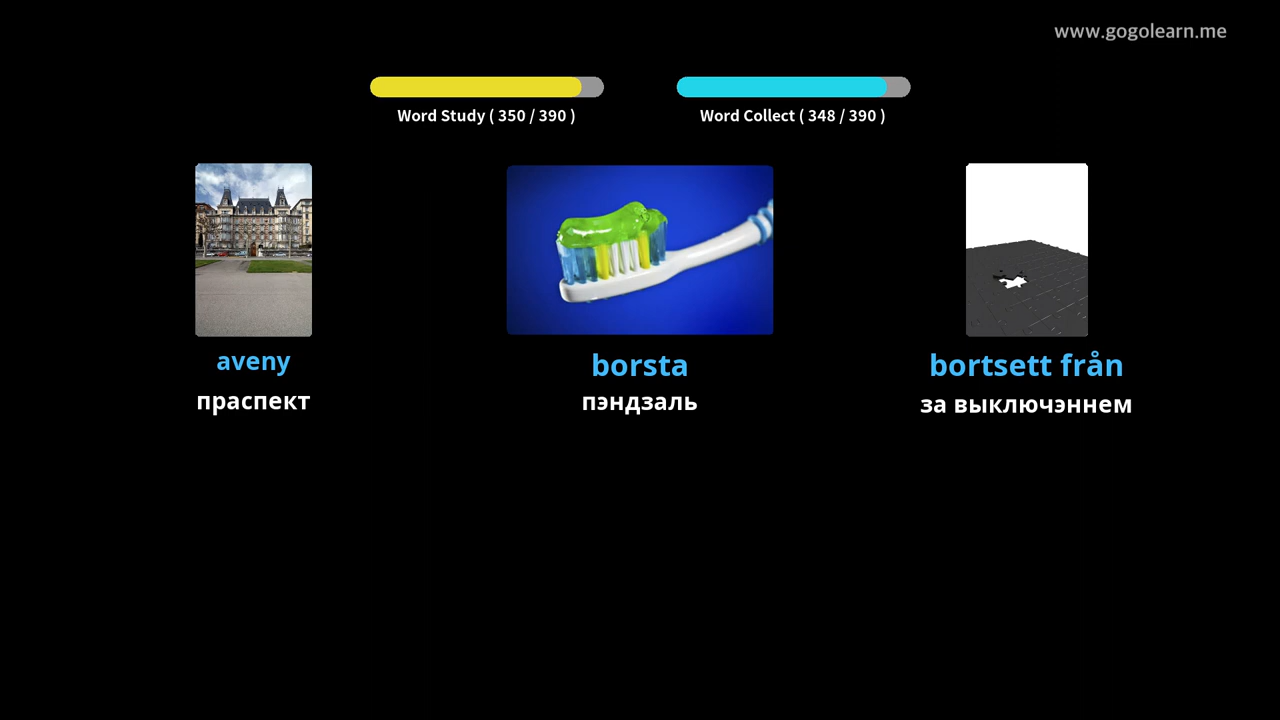 www.gogolearn.me
Word Study ( 350 / 390 )
Word Collect ( 348 / 390 )
aveny
праспект
borsta
пэндзаль
bortsett från
за выключэннем